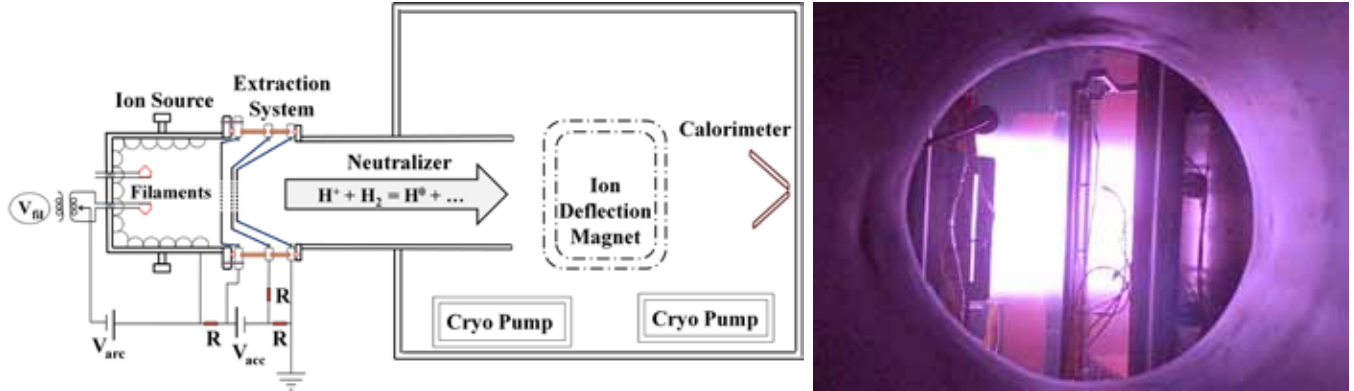 Ion Source
Extraction
System
Filaments
V_fil
Neutralizer
H⁺ + H₂ = H⁰ + …
Ion
Deflection
Magnet
Calorimeter
R
R
R
V_arc
V_acc
Cryo Pump
Cryo Pump